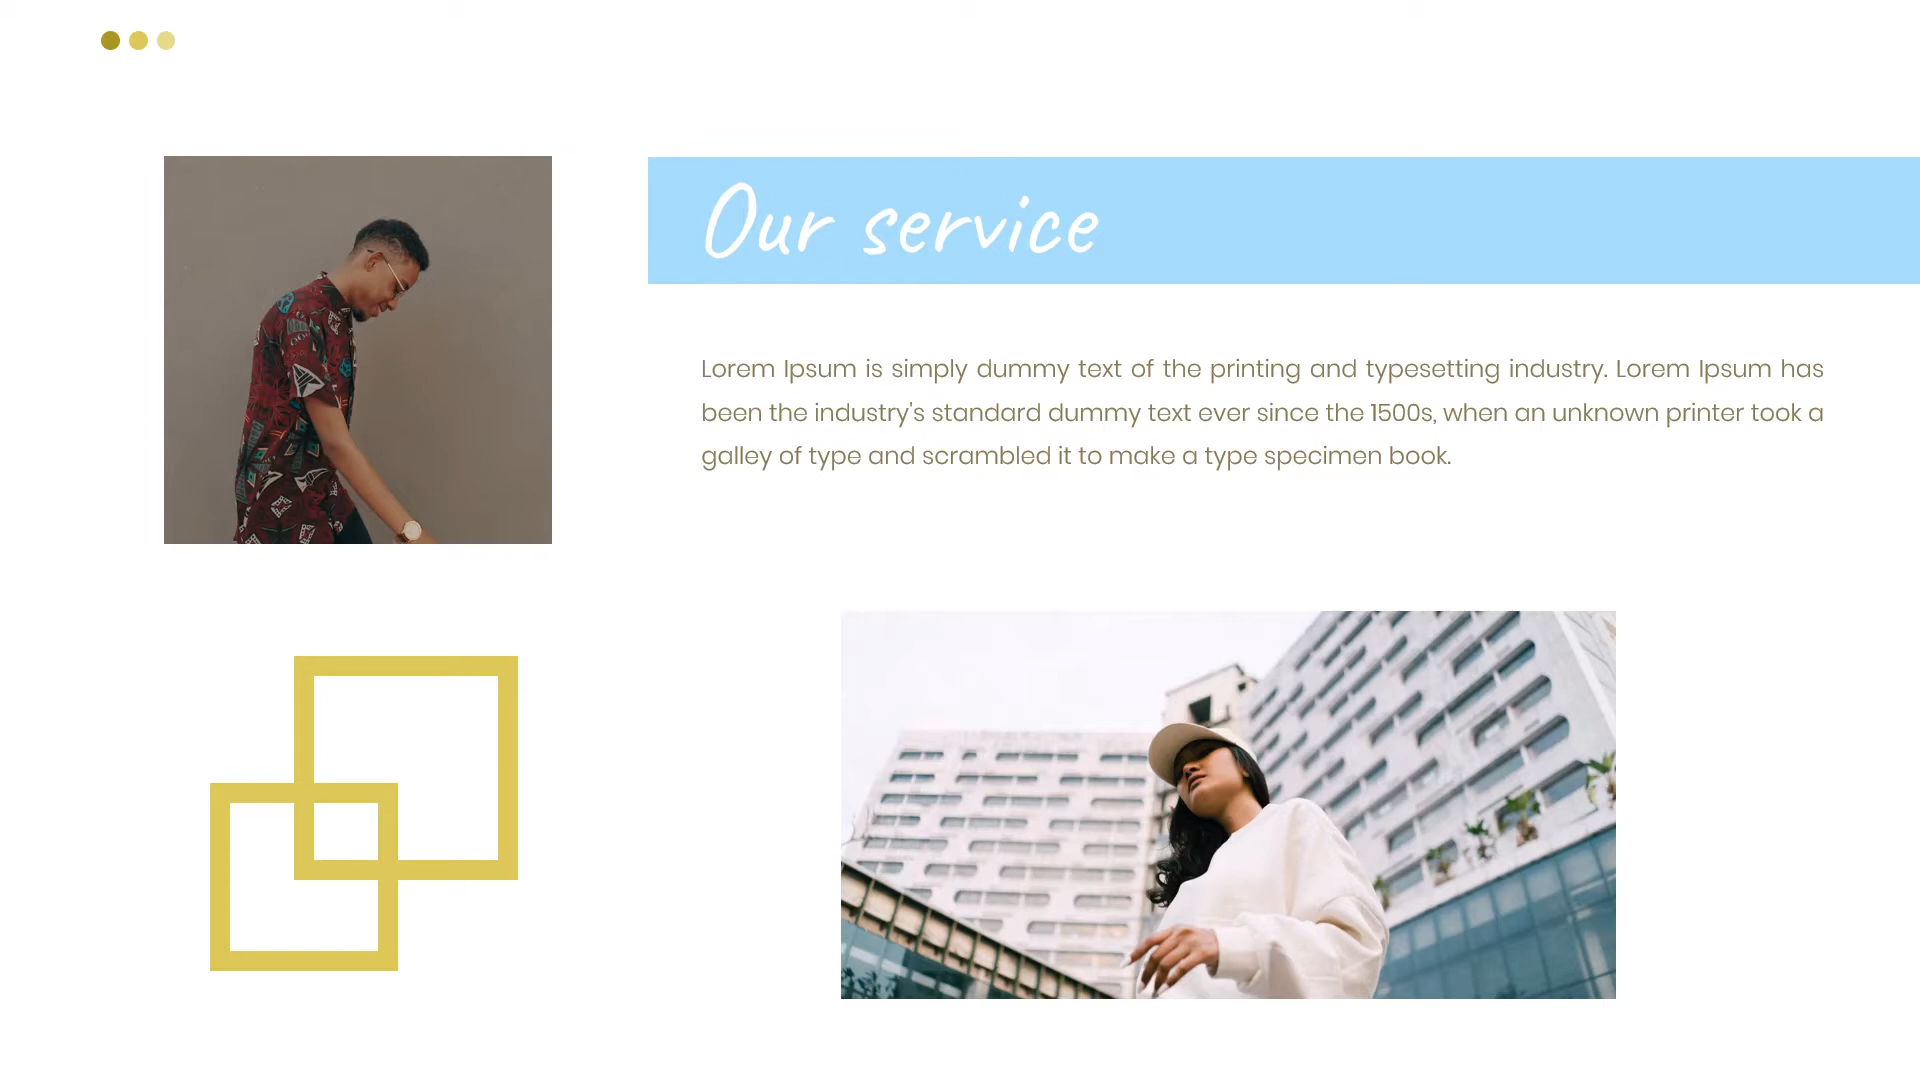 Our service
Lorem Ipsum is simply dummy text of the printing and typesetting industry. Lorem Ipsum has
been the industry's standard dummy text ever since the 1500s, when an unknown printer took a
galley of type and scrambled it to make a type specimen book.